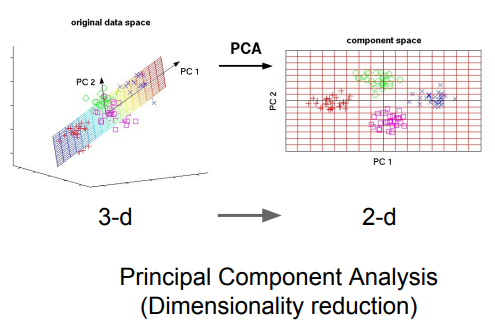 original data space
PC 2
PC 1
PCA
component space
PC 2
PC 1
3-d
2-d
Principal Component Analysis
(Dimensionality reduction)